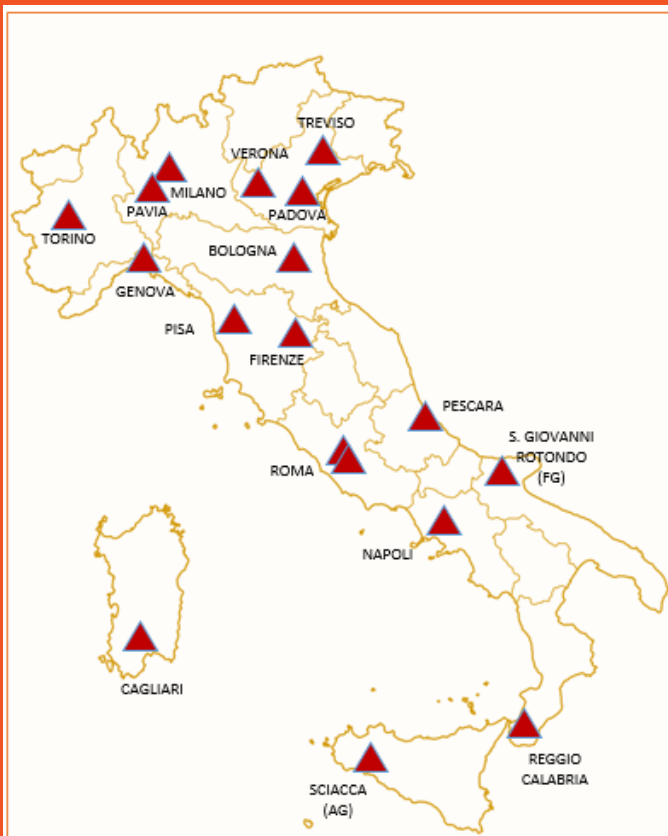 TREVISO
VERONA
MILANO
PAVIA
PADOVA
TORINO
BOLOGNA
GENOVA
PISA
FIRENZE
PESCARA
S. GIOVANNI
ROTONDO
(FG)
ROMA
NAPOLI
CAGLIARI
REGGIO
CALABRIA
SCIACCA
(AG)